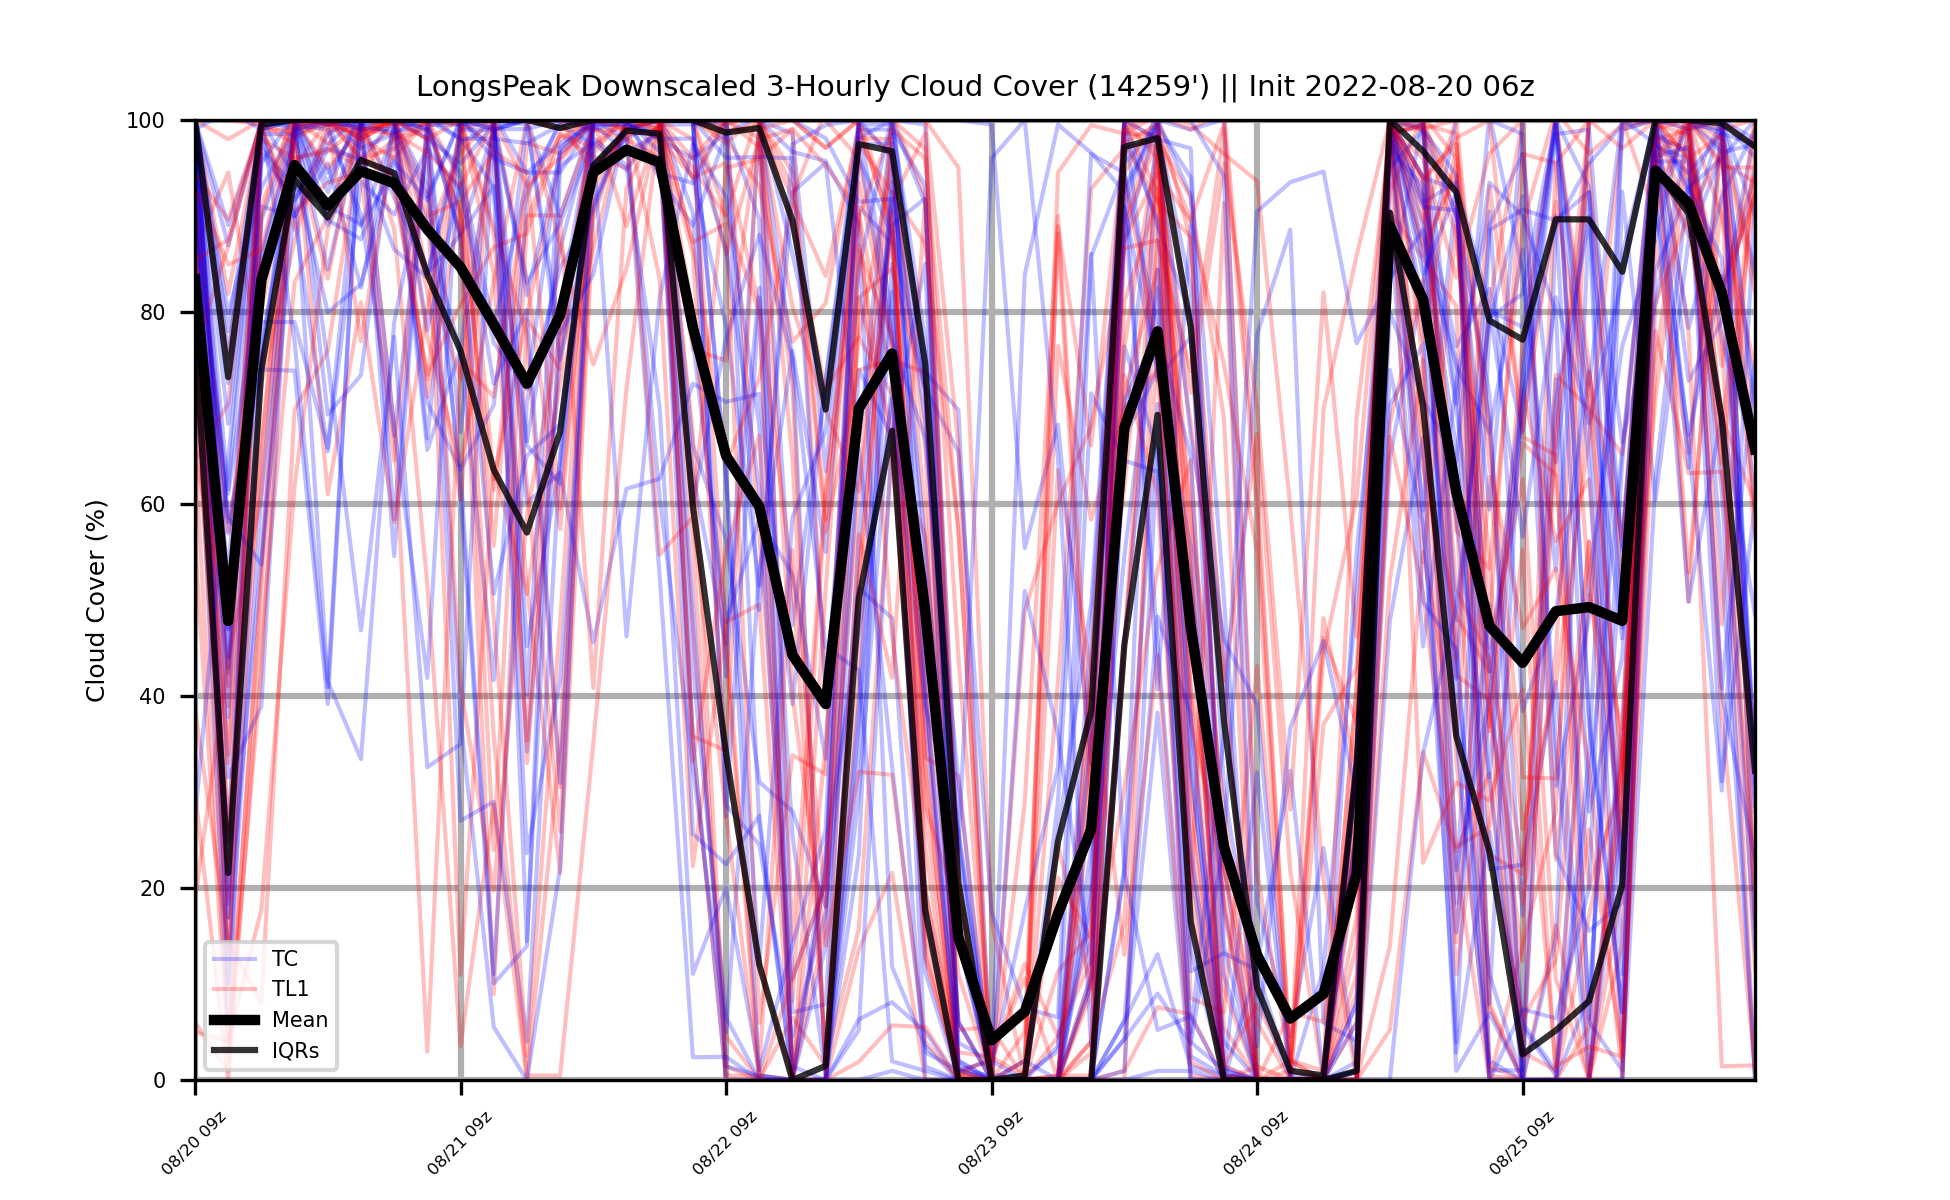 LongsPeak Downscaled 3-Hourly Cloud Cover (14259') || Init 2022-08-20 06z
Cloud Cover (%)
100
80
60
40
20
0
TC
TL1
Mean
IQRs
08/20 09z
08/21 09z
08/22 09z
08/23 09z
08/24 09z
08/25 09z